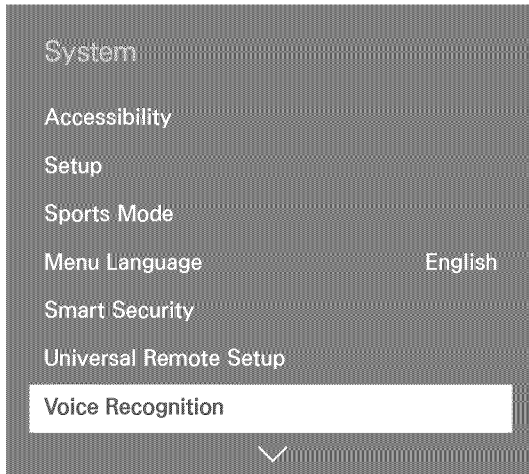 System
Accessibility
Setup
Sports Mode
Menu Language English
Smart Security
Universal Remote Setup
Voice Recognition